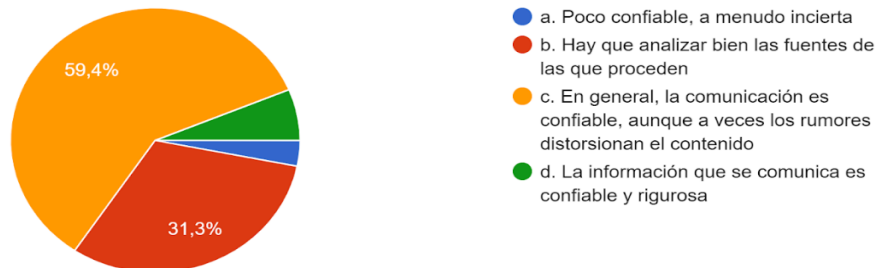 59,4%
31,3%
a. Poco confiable, a menudo incierta
b. Hay que analizar bien las fuentes de
las que proceden
c. En general, la comunicación es
confiable, aunque a veces los rumores
distorsionan el contenido
d. La información que se comunica es
confiable y rigurosa